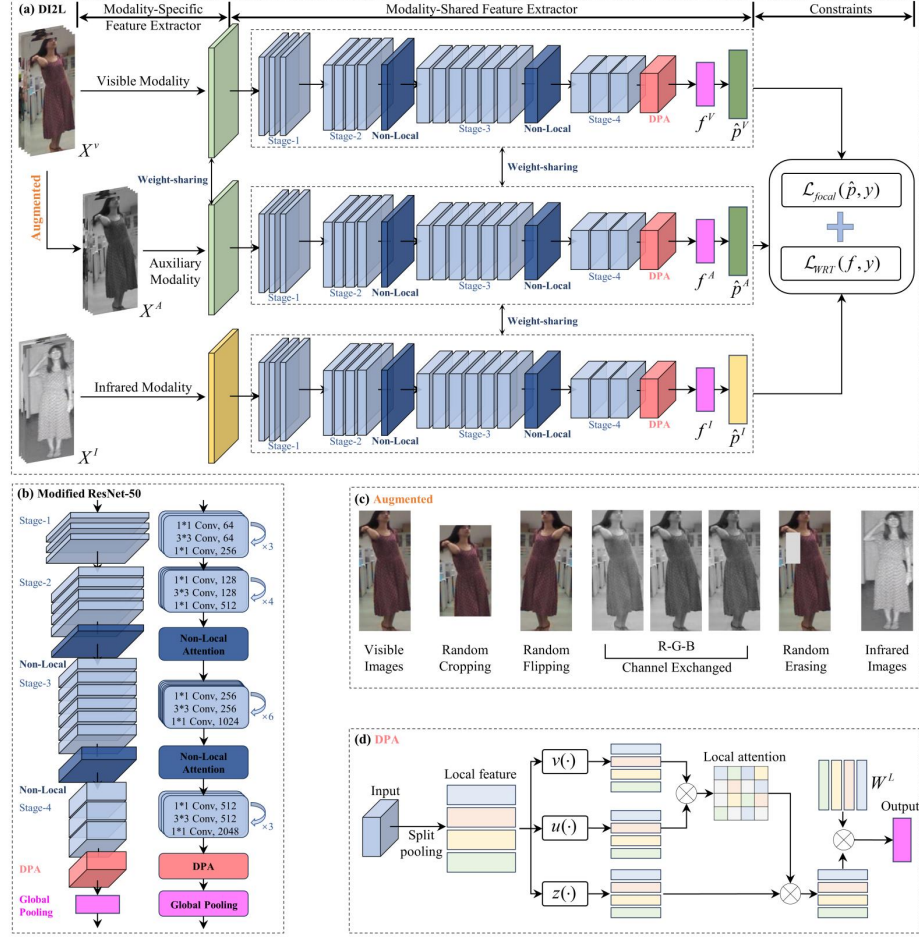 (a) DI2L
Modality-Specific
Feature Extractor
Modality-Shared Feature Extractor
Constraints
Visible Modality
Stage-1
Stage-2
Non-Local
Stage-3
Non-Local
Stage-4
DPA
f^V
p̂^V
X^v
Augmented
Weight-sharing
Weight-sharing
L_focal(p̂, y)
L_WRT(f, y)
Auxiliary
Modality
X^A
Stage-1
Stage-2
Non-Local
Stage-3
Non-Local
Stage-4
DPA
f^A
p̂^A
Weight-sharing
Infrared Modality
X^I
Stage-1
Stage-2
Non-Local
Stage-3
Non-Local
Stage-4
DPA
f^I
p̂^I
(b) Modified ResNet-50
Stage-1
1*1 Conv, 64
3*3 Conv, 64
1*1 Conv, 256
×3
Stage-2
1*1 Conv, 128
3*3 Conv, 128
1*1 Conv, 512
×4
Non-Local
Attention
Non-Local
Stage-3
1*1 Conv, 256
3*3 Conv, 256
1*1 Conv, 1024
×6
Non-Local
Attention
Non-Local
Stage-4
1*1 Conv, 512
3*3 Conv, 512
1*1 Conv, 2048
×3
DPA
DPA
Global
Pooling
Global Pooling
(c) Augmented
Visible
Images
Random
Cropping
Random
Flipping
R-G-B
Channel Exchanged
Random
Erasing
Infrared
Images
(d) DPA
Input
Split
pooling
Local feature
v(·)
u(·)
z(·)
Local attention
W^L
Output